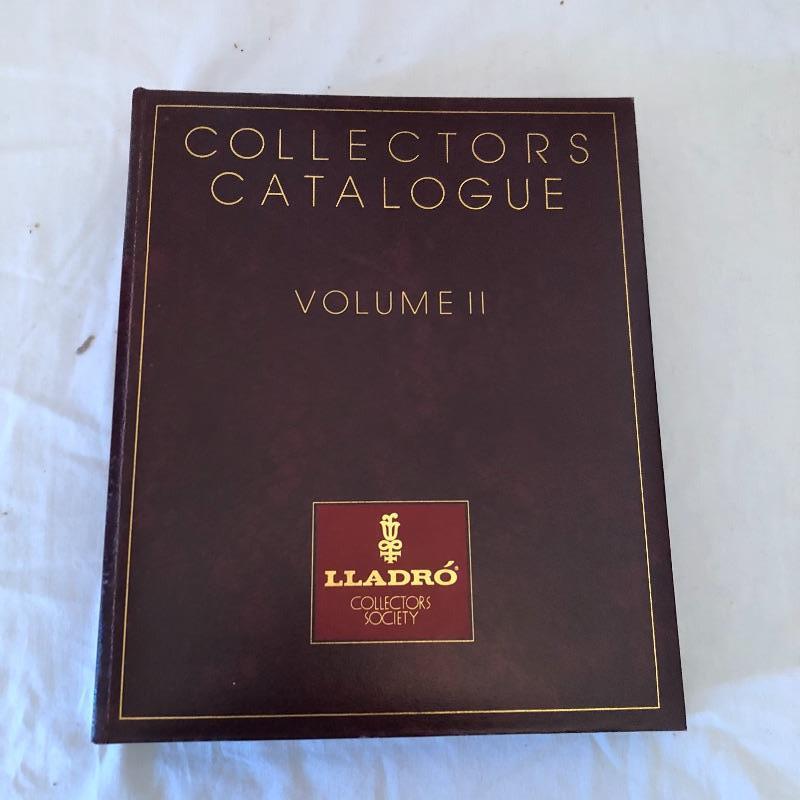 COLLECTORS
CATALOGUE
VOLUME II
LLADRÓ®
COLLECTORS
SOCIETY